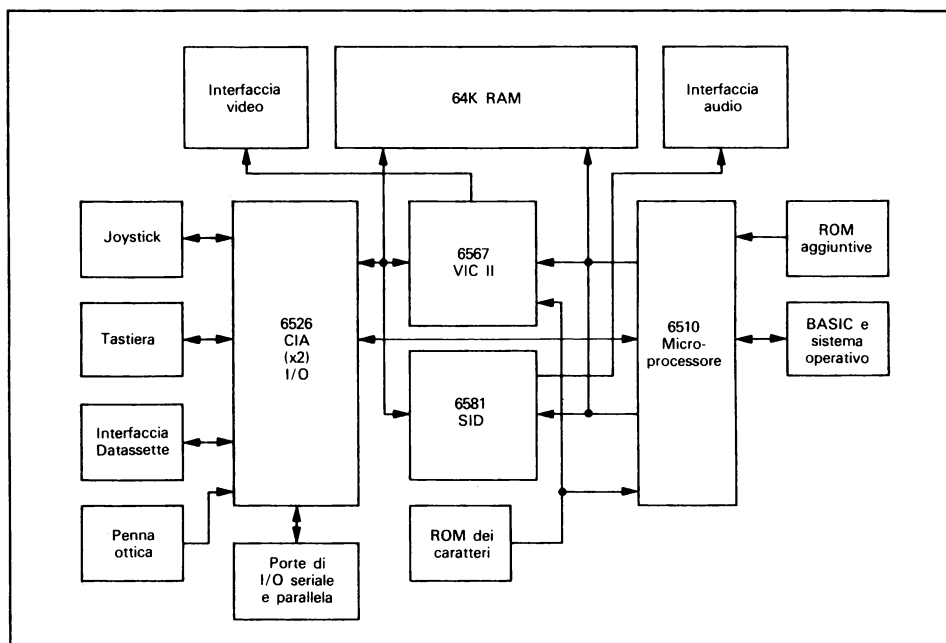 Interfaccia
video
64K RAM
Interfaccia
audio
Joystick
6526
CIA
(x2)
I/O
6567
VIC II
ROM
aggiuntive
Tastiera
6510
Micro-
processore
BASIC e
sistema
operativo
6581
SID
Interfaccia
Datassette
Penna
ottica
Porte di
I/O seriale
e parallela
ROM dei
caratteri